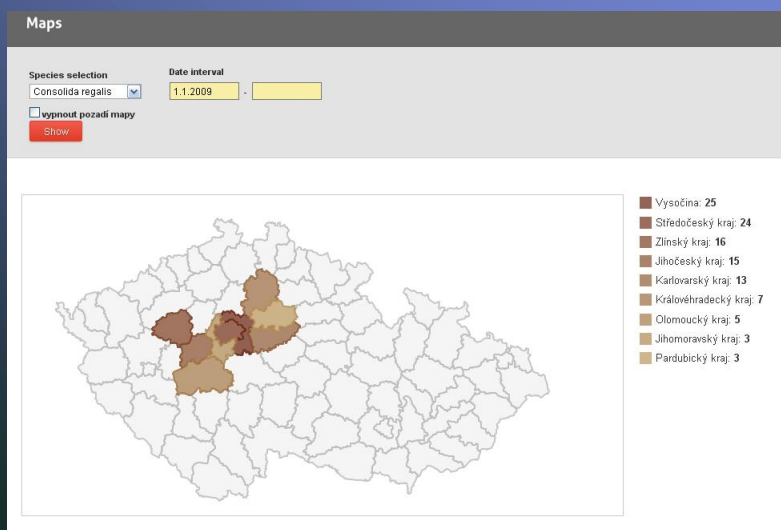 Maps
Species selection
Date interval
Consolida regalis
1.1.2009 -
vypnout pozadí mapy
Show
Vysočina: 25
Středočeský kraj: 24
Zlínský kraj: 16
Jihočeský kraj: 15
Karlovarský kraj: 13
Královéhradecký kraj: 7
Olomoucký kraj: 5
Jihomoravský kraj: 3
Pardubický kraj: 3